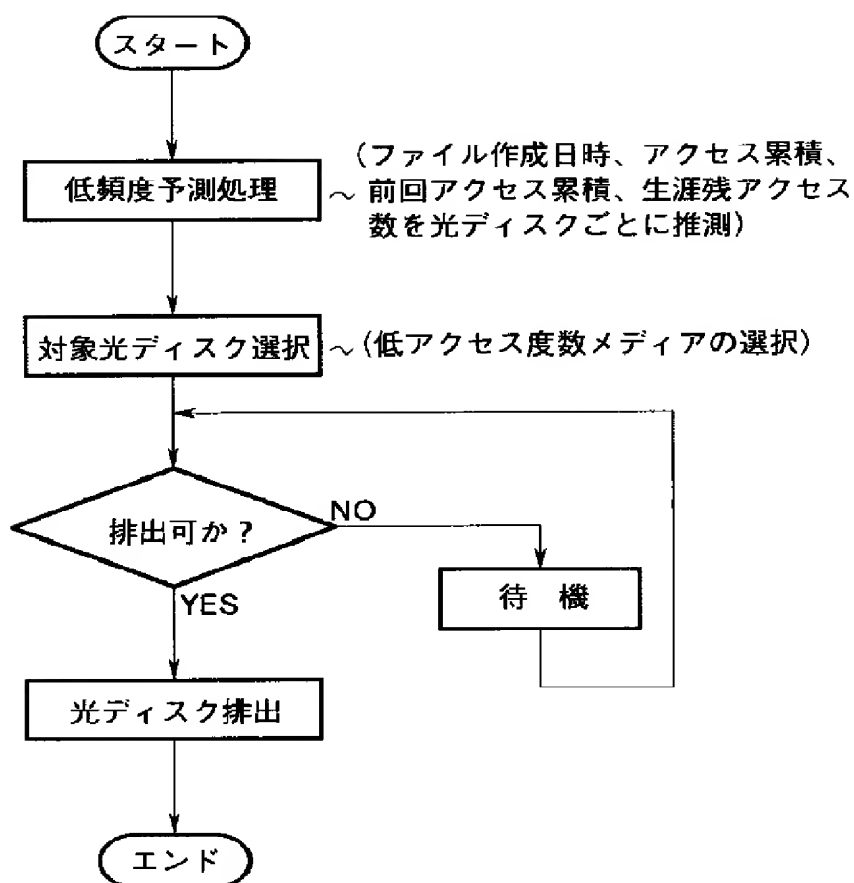 スタート
低頻度予測処理
～
(ファイル作成日時、アクセス累積、
前回アクセス累積、生涯残アクセス
数を光ディスクごとに推測)
対象光ディスク選択
～(低アクセス度数メディアの選択)
排出可か？
NO
待　機
YES
光ディスク排出
エンド